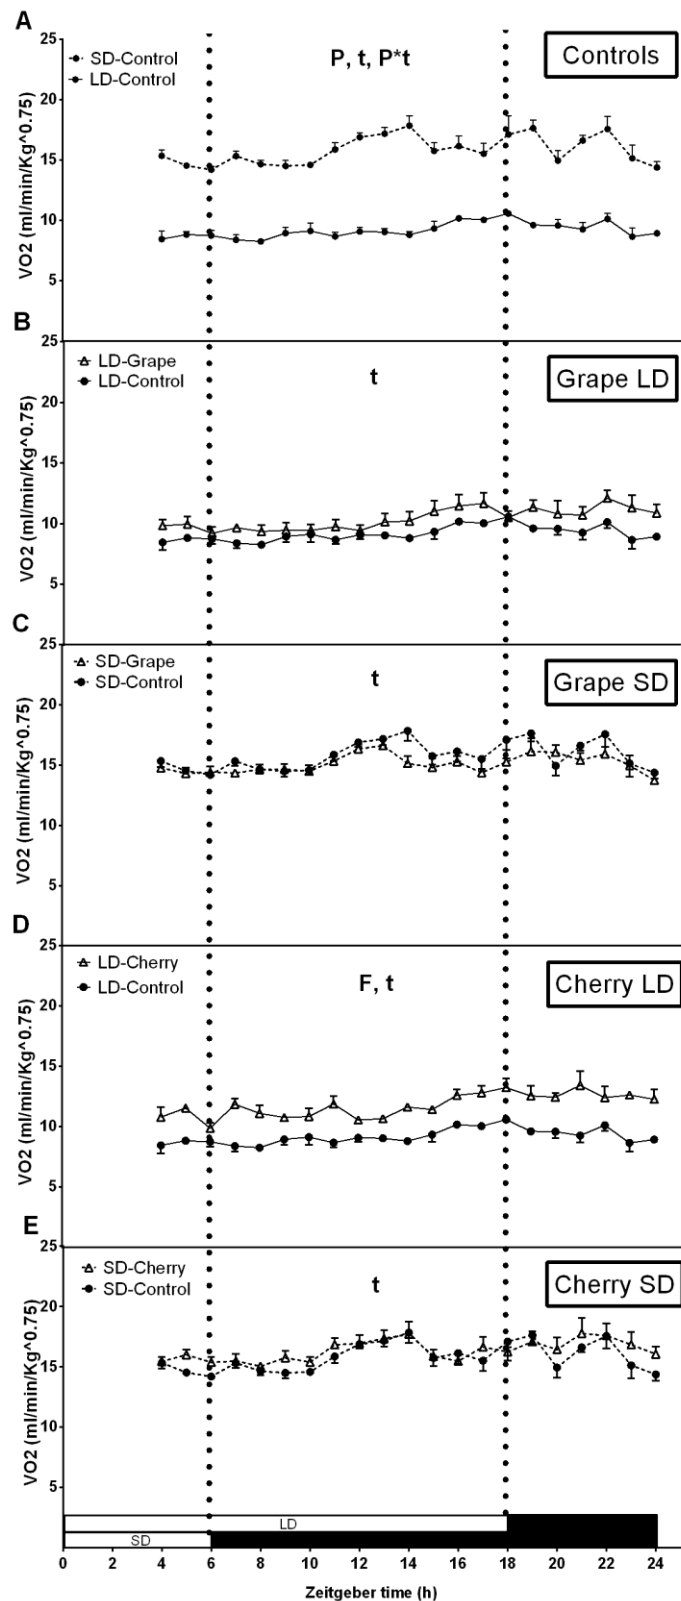 A
25
SD-Control
LD-Control
P, t, P*t
Controls
20
15
10
5
VO2 (ml/min/Kg^0.75)
B
25
LD-Grape
LD-Control
t
Grape LD
20
15
10
5
VO2 (ml/min/Kg^0.75)
C
25
SD-Grape
SD-Control
t
Grape SD
20
15
10
5
VO2 (ml/min/Kg^0.75)
D
25
LD-Cherry
LD-Control
F, t
Cherry LD
20
15
10
5
VO2 (ml/min/Kg^0.75)
E
25
SD-Cherry
SD-Control
t
Cherry SD
20
15
10
5
VO2 (ml/min/Kg^0.75)
LD
SD
0 2 4 6 8 10 12 14 16 18 20 22 24
Zeitgeber time (h)